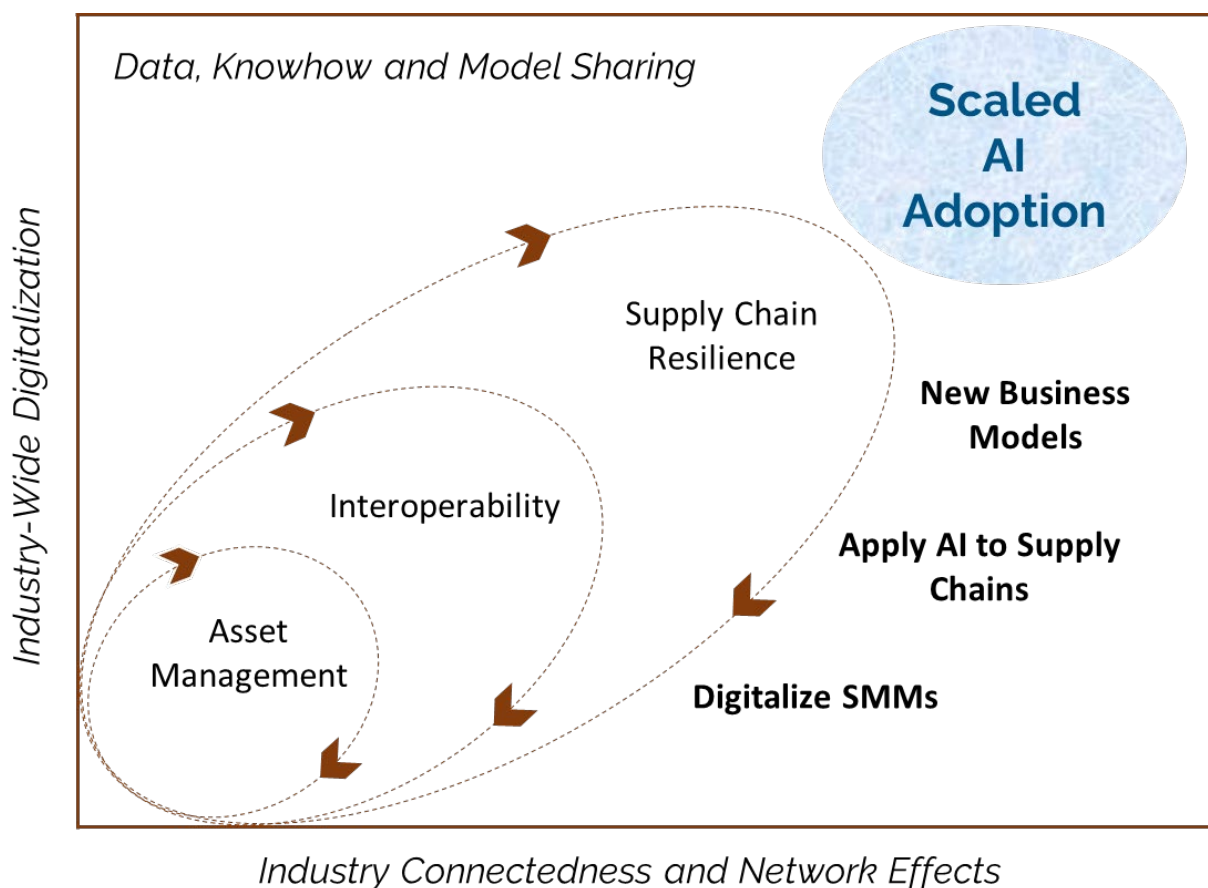 Data, Knowhow and Model Sharing
Scaled
AI
Adoption
Industry-Wide Digitalization
Supply Chain
Resilience
New Business
Models
Interoperability
Apply AI to Supply
Chains
Asset
Management
Digitalize SMMs
Industry Connectedness and Network Effects